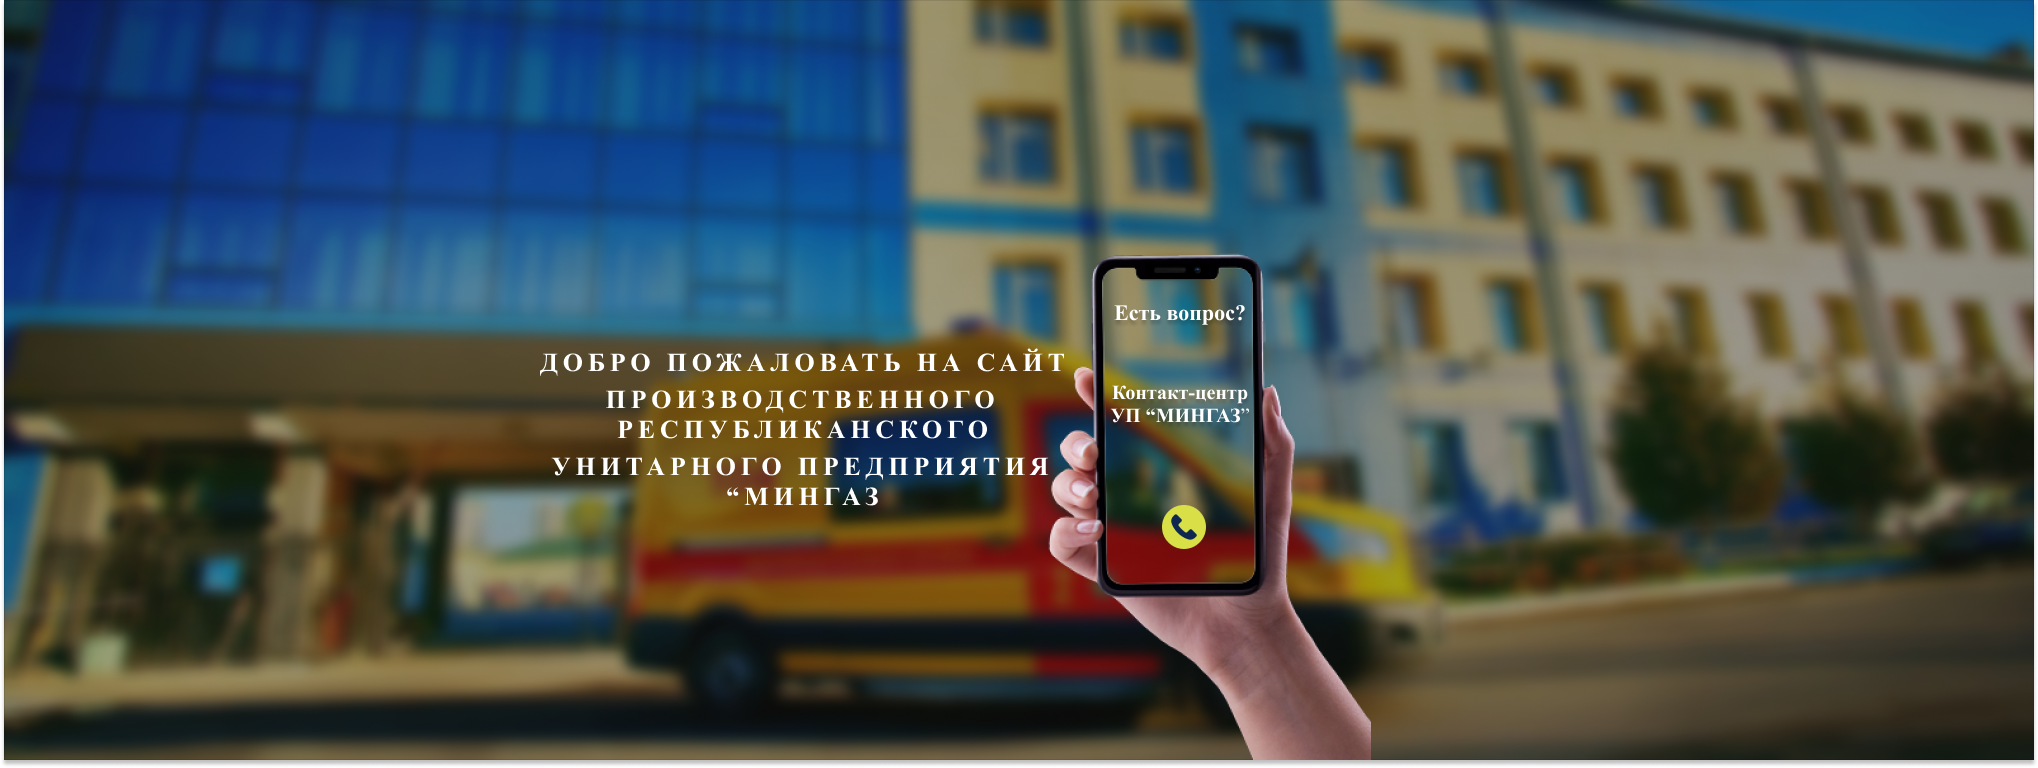 ДОБРО ПОЖАЛОВАТЬ НА САЙТ
ПРОИЗВОДСТВЕННОГО
РЕСПУБЛИКАНСКОГО
УНИТАРНОГО ПРЕДПРИЯТИЯ
“МИНГАЗ
Есть вопрос?
Контакт-центр
УП “МИНГАЗ”